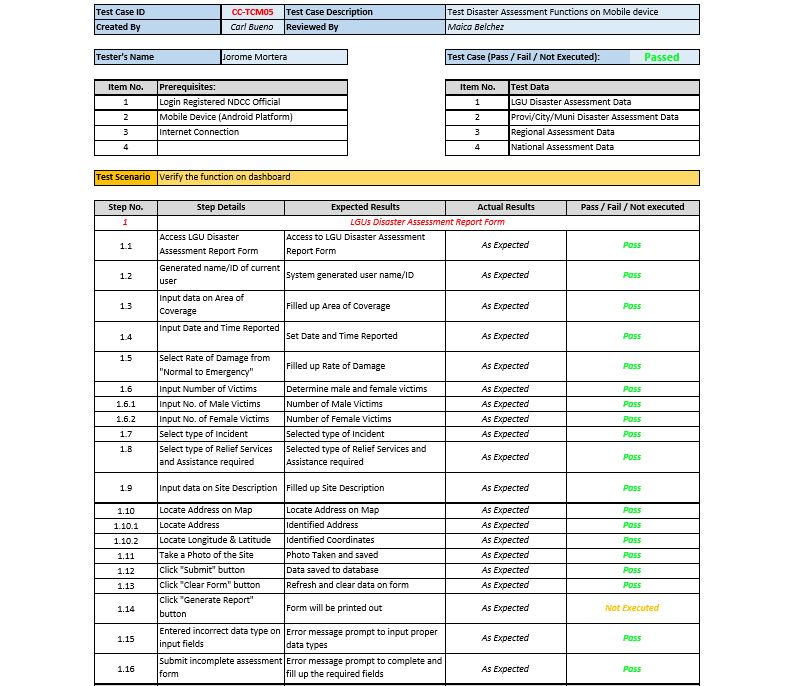 Test Case ID CC-TCM05 Test Case Description Test Disaster Assessment Functions on Mobile device
Created By Carl Bueno Reviewed By Maica Belchez
Tester's Name Jorome Mortera Test Case (Pass / Fail / Not Executed): Passed
Item No. Prerequisites: Item No. Test Data
1 Login Registered NDCC Official 1 LGU Disaster Assessment Data
2 Mobile Device (Android Platform) 2 Provi/City/Muni Disaster Assessment Data
3 Internet Connection 3 Regional Assessment Data
4 4 National Assessment Data
Test Scenario Verify the function on dashboard
Step No. Step Details Expected Results Actual Results Pass / Fail / Not executed
1 LGUs Disaster Assessment Report Form
1.1 Access LGU Disaster
Assessment Report Form Access to LGU Disaster Assessment
Report Form As Expected Pass
1.2 Generated name/ID of current
user System generated user name/ID As Expected Pass
1.3 Input data on Area of
Coverage Filled up Area of Coverage As Expected Pass
1.4 Input Date and Time Reported Set Date and Time Reported As Expected Pass
1.5 Select Rate of Damage from
"Normal to Emergency" Filled up Rate of Damage As Expected Pass
1.6 Input Number of Victims Determine male and female victims As Expected Pass
1.6.1 Input No. of Male Victims Number of Male Victims As Expected Pass
1.6.2 Input No. of Female Victims Number of Female Victims As Expected Pass
1.7 Select type of Incident Selected type of Incident As Expected Pass
1.8 Select type of Relief Services
and Assistance required Selected type of Relief Services and
Assistance required As Expected Pass
1.9 Input data on Site Description Filled up Site Description As Expected Pass
1.10 Locate Address on Map Locate Address on Map As Expected Pass
1.10.1 Locate Address Identified Address As Expected Pass
1.10.2 Locate Longitude & Latitude Identified Coordinates As Expected Pass
1.11 Take a Photo of the Site Photo Taken and saved As Expected Pass
1.12 Click "Submit" button Data saved to database As Expected Pass
1.13 Click "Clear Form" button Refresh and clear data on form As Expected Pass
1.14 Click "Generate Report"
button Form will be printed out As Expected Not Executed
1.15 Entered incorrect data type on
input fields Error message prompt to input proper
data types As Expected Pass
1.16 Submit incomplete assessment
form Error message prompt to complete and
fill up the required fields As Expected Pass